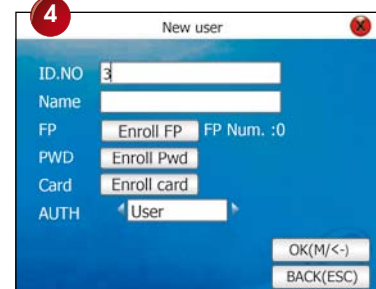 4
New user
ID.NO 3
Name
FP Enroll FP FP Num. :0
PWD Enroll Pwd
Card Enroll card
AUTH User
OK(M/<-)
BACK(ESC)